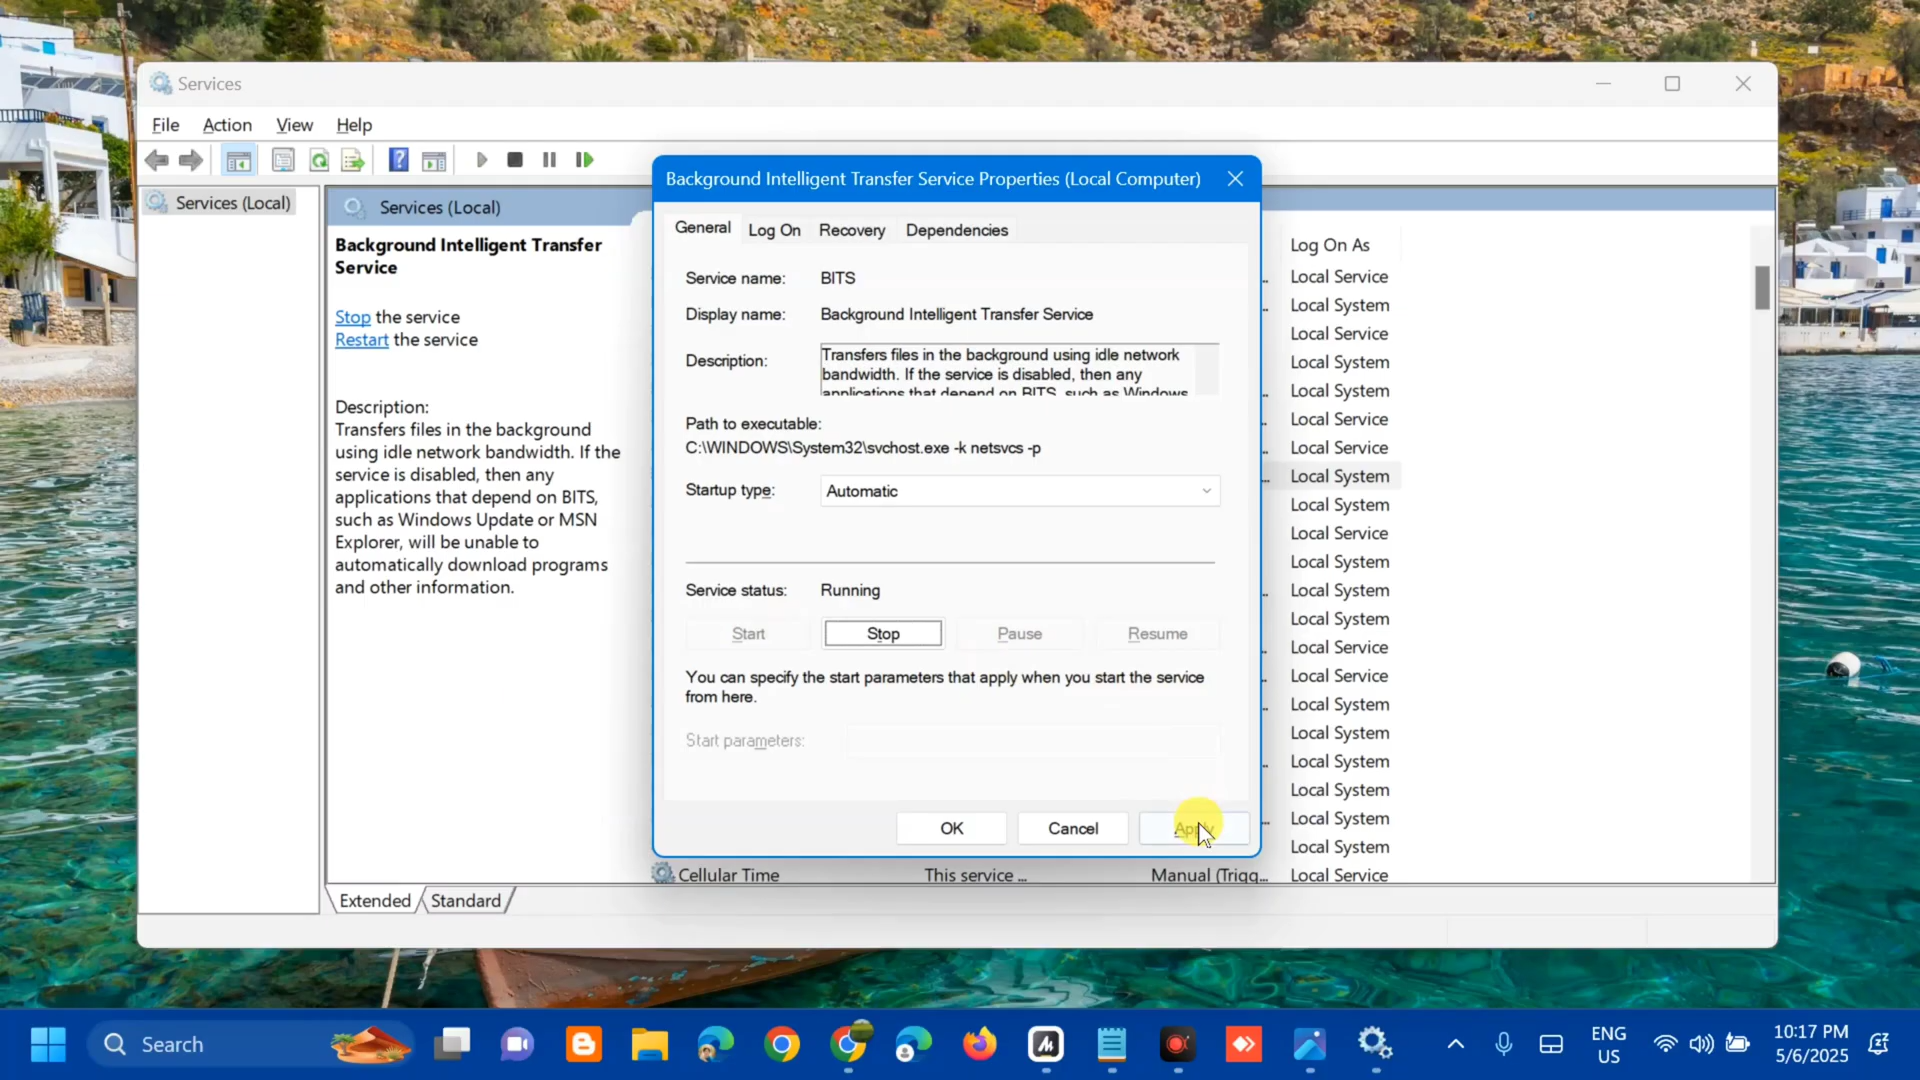 Services
File Action View Help
Services (Local)
Services (Local)
Background Intelligent Transfer
Service
Stop the service
Restart the service
Description:
Transfers files in the background
using idle network bandwidth. If the
service is disabled, then any
applications that depend on BITS,
such as Windows Update or MSN
Explorer, will be unable to
automatically download programs
and other information.
Background Intelligent Transfer Service Properties (Local Computer)
General Log On Recovery Dependencies
Service name: BITS
Display name: Background Intelligent Transfer Service
Description: Transfers files in the background using idle network
bandwidth. If the service is disabled, then any
applications that depend on BITS, such as Windows
Path to executable:
C:\WINDOWS\System32\svchost.exe -k netsvcs -p
Startup type: Automatic
Service status: Running
Start Stop Pause Resume
You can specify the start parameters that apply when you start the service
from here.
Start parameters:
OK Cancel Apply
Log On As
Local Service
Local System
Local Service
Local System
Local System
Local Service
Local Service
Local System
Local System
Local Service
Local System
Local System
Local System
Local Service
Local Service
Local System
Local System
Local System
Local System
Local System
Local System
Cellular Time This service ... Manual (Trigg... Local Service
Extended Standard
Search
ENG
US
10:17 PM
5/6/2025